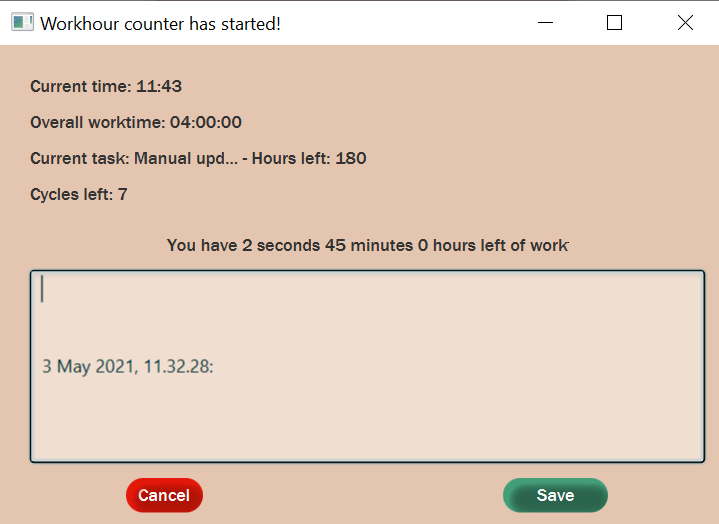 Workhour counter has started!
Current time: 11:43
Overall worktime: 04:00:00
Current task: Manual upd... - Hours left: 180
Cycles left: 7
You have 2 seconds 45 minutes 0 hours left of work
3 May 2021, 11.32.28:
Cancel
Save